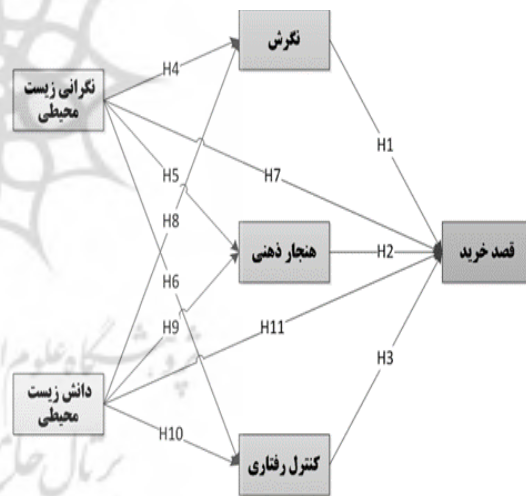 نگرش
H4
نگرانی زیست
محیطی
H1
H5
H7
H8
هنجار ذهنی
H2
قصد خرید
H6
H9
H11
دانش زیست
محیطی
H3
H10
کنترل رفتاری